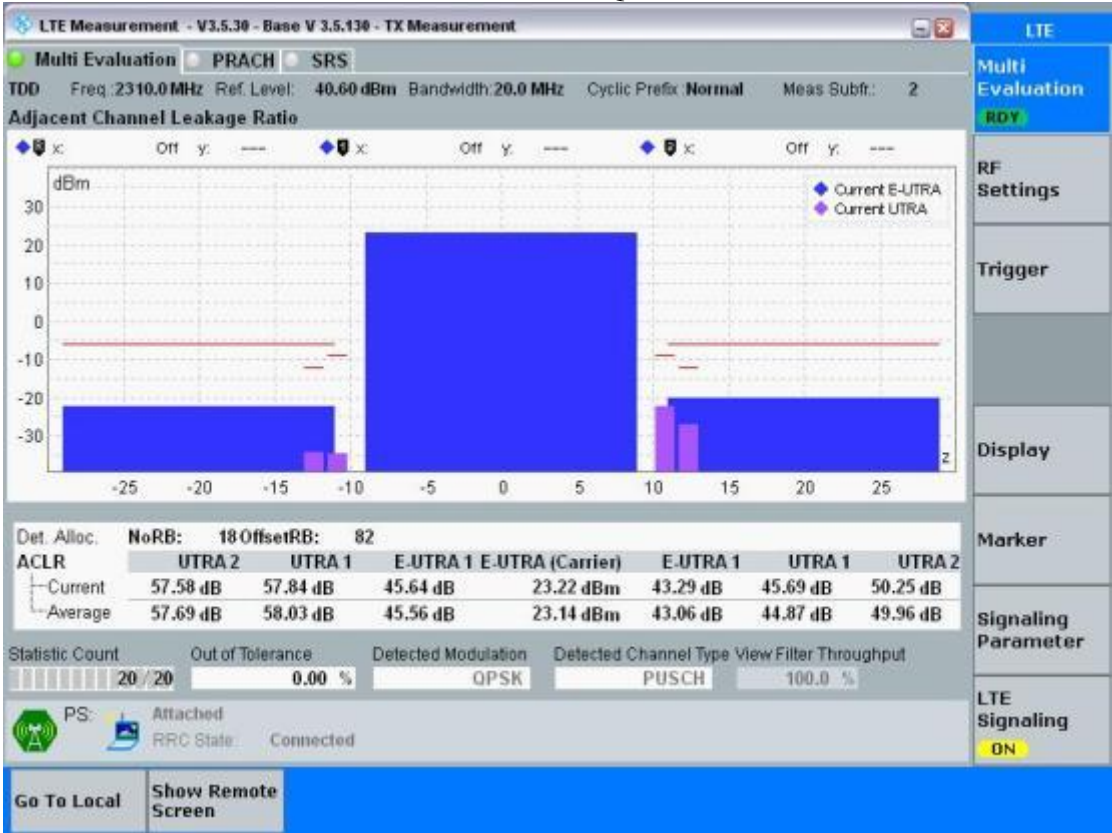 LTE Measurement - V3.5.30 - Base V 3.5.130 - TX Measurement
LTE
Multi Evaluation PRACH SRS
TDD Freq.:2310.0 MHz Ref. Level: 40.60 dBm Bandwidth:20.0 MHz Cyclic Prefix:Normal Meas Subfr.: 2
Adjacent Channel Leakage Ratio
x: Off y: --- x: Off y: --- x: Off y: ---
dBm
Current E-UTRA
Current UTRA
30
20
10
0
-10
-20
-30
z
-25 -20 -15 -10 -5 0 5 10 15 20 25
Det. Alloc. NoRB: 18 OffsetRB: 82
ACLR UTRA 2 UTRA 1 E-UTRA 1 E-UTRA (Carrier) E-UTRA 1 UTRA 1 UTRA 2
Current 57.58 dB 57.84 dB 45.64 dB 23.22 dBm 43.29 dB 45.69 dB 50.25 dB
Average 57.69 dB 58.03 dB 45.56 dB 23.14 dBm 43.06 dB 44.87 dB 49.96 dB
Statistic Count Out of Tolerance Detected Modulation Detected Channel Type View Filter Throughput
20 / 20 0.00 % QPSK PUSCH 100.0 %
PS: Attached
RRC State: Connected
Multi
Evaluation
RDY
RF
Settings
Trigger
Display
Marker
Signaling
Parameter
LTE
Signaling
ON
Go To Local
Show Remote
Screen